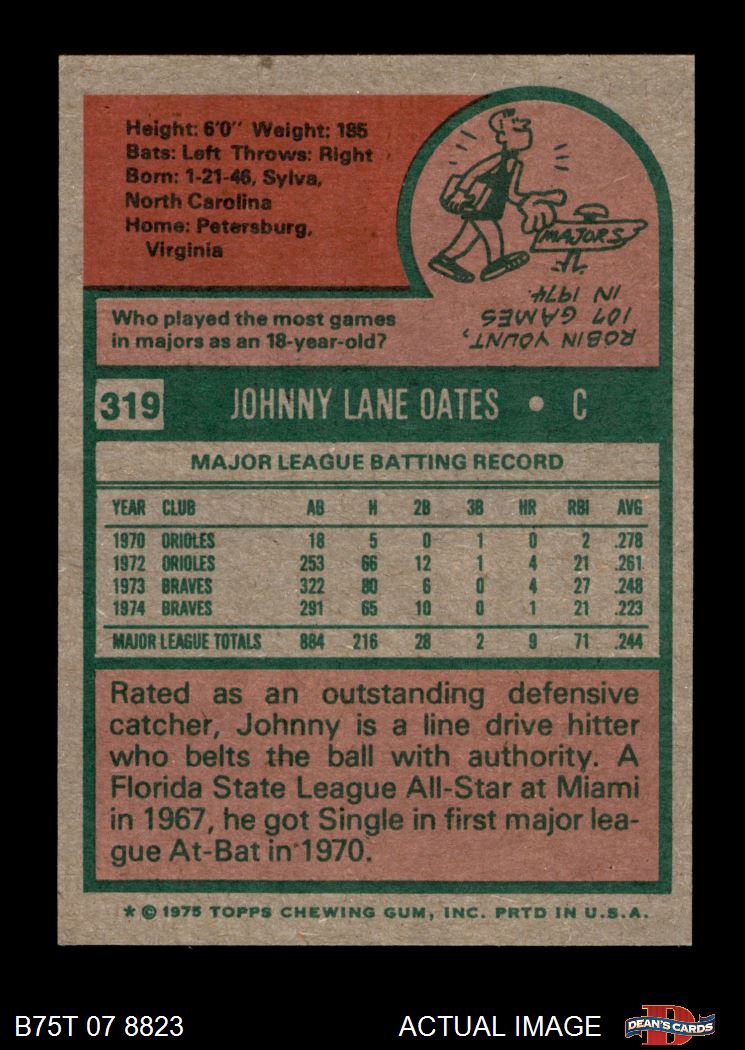 Height: 6'0" Weight: 185
Bats: Left Throws: Right
Born: 1-21-46, Sylva,
North Carolina
Home: Petersburg,
Virginia
MAJORS
Who played the most games
in majors as an 18-year-old?
ROBIN YOUNT,
107 GAMES
IN 1974.
319 JOHNNY LANE OATES • C
MAJOR LEAGUE BATTING RECORD
YEAR CLUB AB H 2B 3B HR RBI AVG
1970 ORIOLES 18 5 0 1 0 2 .278
1972 ORIOLES 253 66 12 1 4 21 .261
1973 BRAVES 322 80 6 0 4 27 .248
1974 BRAVES 291 65 10 0 1 21 .223
MAJOR LEAGUE TOTALS 884 216 28 2 9 71 .244
Rated as an outstanding defensive
catcher, Johnny is a line drive hitter
who belts the ball with authority. A
Florida State League All-Star at Miami
in 1967, he got Single in first major lea-
gue At-Bat in 1970.
* © 1975 TOPPS CHEWING GUM, INC. PRTD IN U.S.A.
B75T 07 8823 ACTUAL IMAGE D DEAN'S CARDS